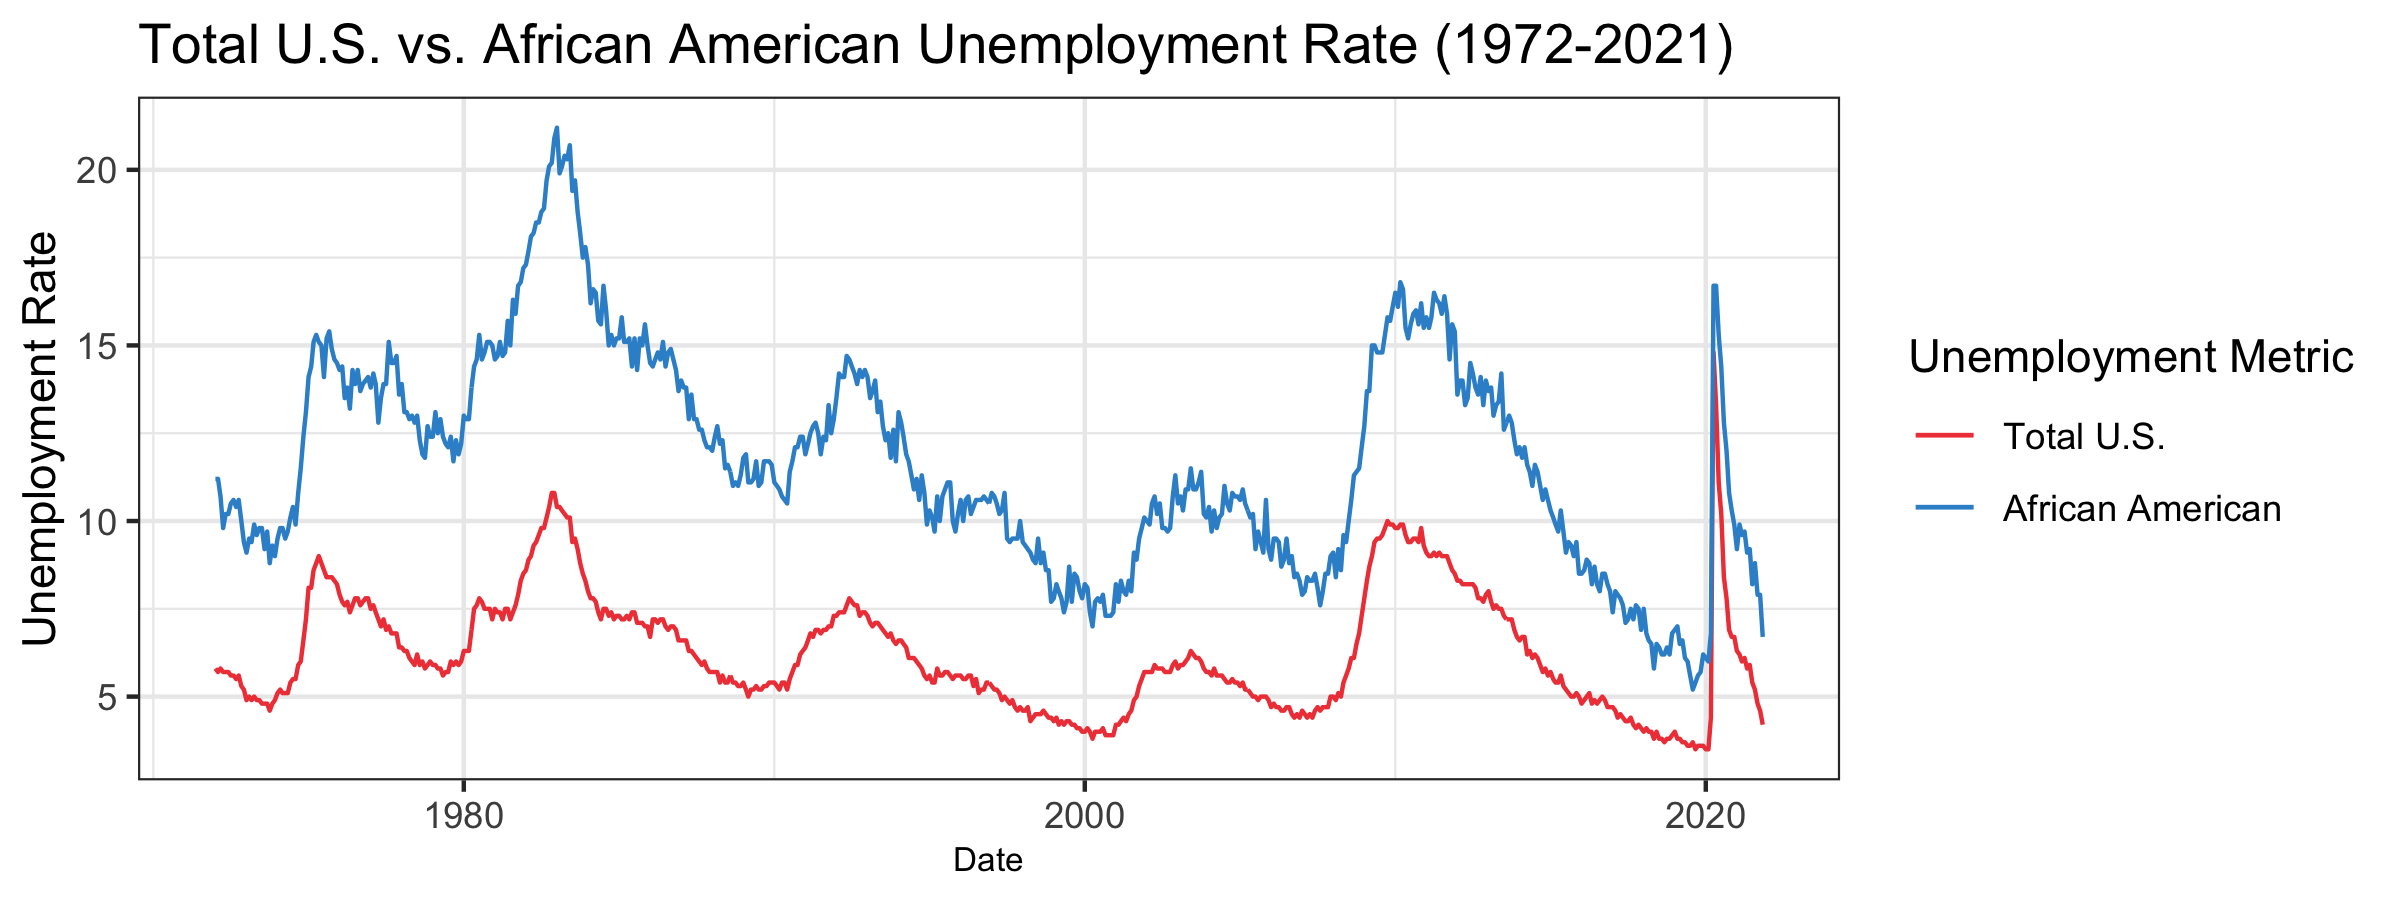 Total U.S. vs. African American Unemployment Rate (1972-2021)
Unemployment Rate
20
15
10
5
1980
2000
2020
Date
Unemployment Metric
Total U.S.
African American